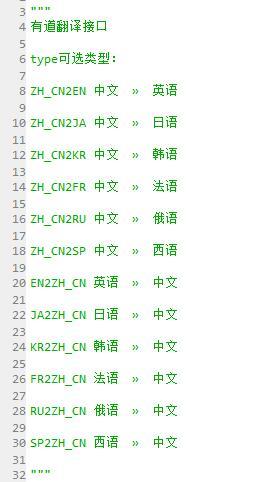 3 """
4 有道翻译接口
5
6 type可选类型:
7
8 ZH_CN2EN 中文 » 英语
9
10 ZH_CN2JA 中文 » 日语
11
12 ZH_CN2KR 中文 » 韩语
13
14 ZH_CN2FR 中文 » 法语
15
16 ZH_CN2RU 中文 » 俄语
17
18 ZH_CN2SP 中文 » 西语
19
20 EN2ZH_CN 英语 » 中文
21
22 JA2ZH_CN 日语 » 中文
23
24 KR2ZH_CN 韩语 » 中文
25
26 FR2ZH_CN 法语 » 中文
27
28 RU2ZH_CN 俄语 » 中文
29
30 SP2ZH_CN 西语 » 中文
31
32 """